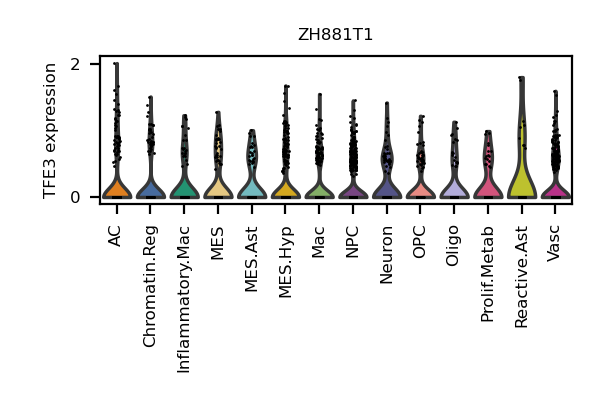 ZH881T1
TFE3 expression
2
0
AC
Chromatin.Reg
Inflammatory.Mac
MES
MES.Ast
MES.Hyp
Mac
NPC
Neuron
OPC
Oligo
Prolif.Metab
Reactive.Ast
Vasc